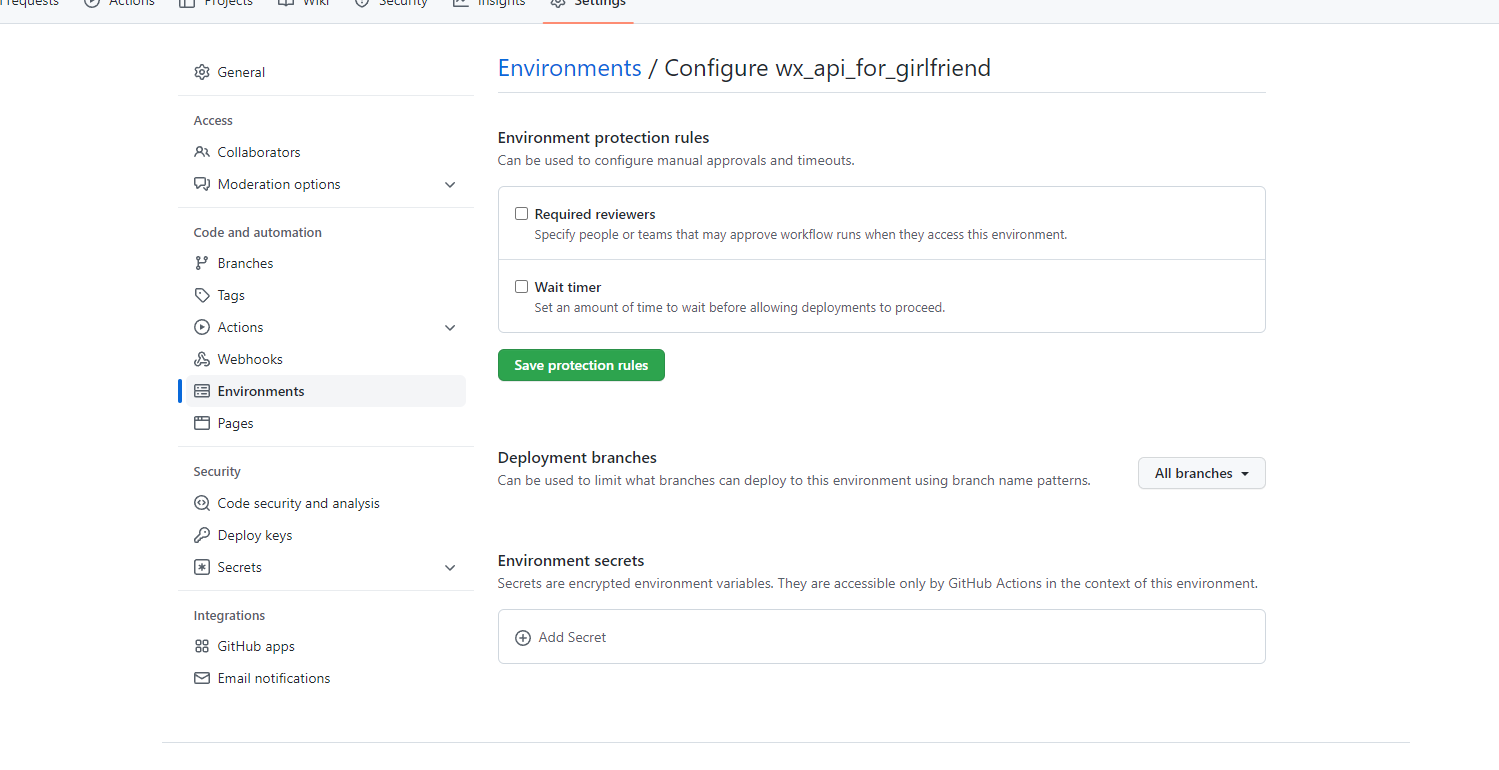 requests Actions Projects Wiki Security Insights Settings
General
Access
Collaborators
Moderation options
Code and automation
Branches
Tags
Actions
Webhooks
Environments
Pages
Security
Code security and analysis
Deploy keys
Secrets
Integrations
GitHub apps
Email notifications
Environments / Configure wx_api_for_girlfriend
Environment protection rules
Can be used to configure manual approvals and timeouts.
Required reviewers
Specify people or teams that may approve workflow runs when they access this environment.
Wait timer
Set an amount of time to wait before allowing deployments to proceed.
Save protection rules
Deployment branches
Can be used to limit what branches can deploy to this environment using branch name patterns.
All branches
Environment secrets
Secrets are encrypted environment variables. They are accessible only by GitHub Actions in the context of this environment.
Add Secret